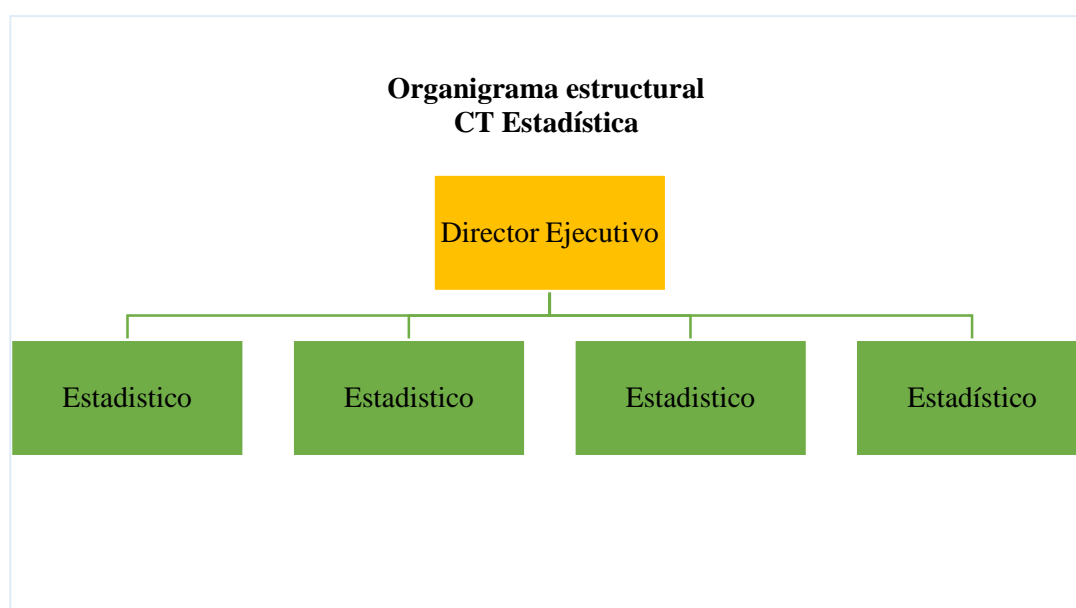 Organigrama estructural
CT Estadística
Director Ejecutivo
Estadistico
Estadistico
Estadistico
Estadístico